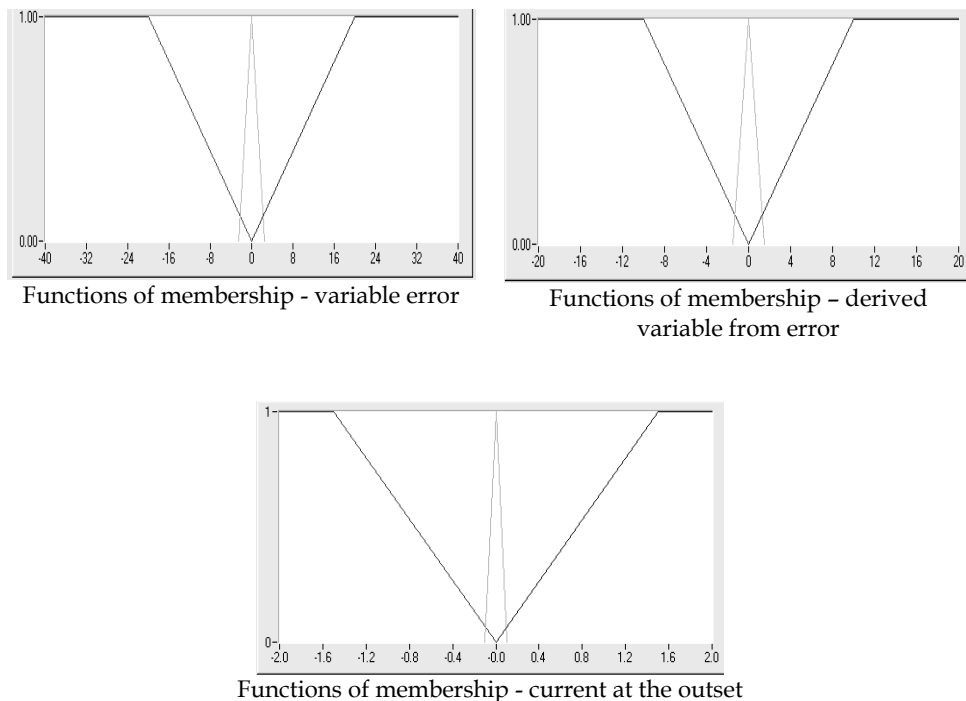 1.00
0.00
-40 -32 -24 -16 -8 0 8 16 24 32 40
Functions of membership - variable error
1.00
0.00
-20 -16 -12 -8 -4 0 4 8 12 16 20
Functions of membership – derived
variable from error
1
0
-2.0 -1.6 -1.2 -0.8 -0.4 -0.0 0.4 0.8 1.2 1.6 2.0
Functions of membership - current at the outset